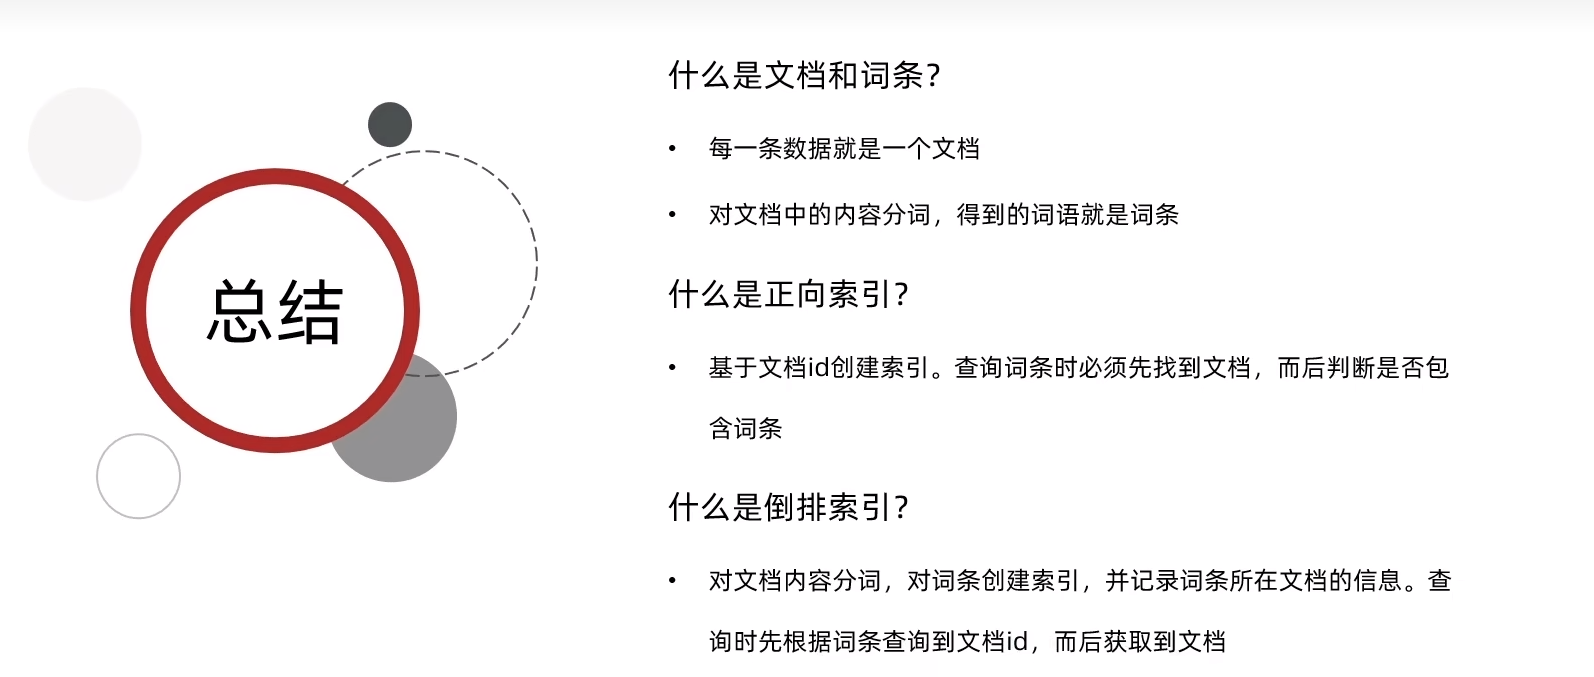 总结
什么是文档和词条？
• 每一条数据就是一个文档
• 对文档中的内容分词，得到的词语就是词条
什么是正向索引？
• 基于文档id创建索引。查询词条时必须先找到文档，而后判断是否包
含词条
什么是倒排索引？
• 对文档内容分词，对词条创建索引，并记录词条所在文档的信息。查
询时先根据词条查询到文档id，而后获取到文档